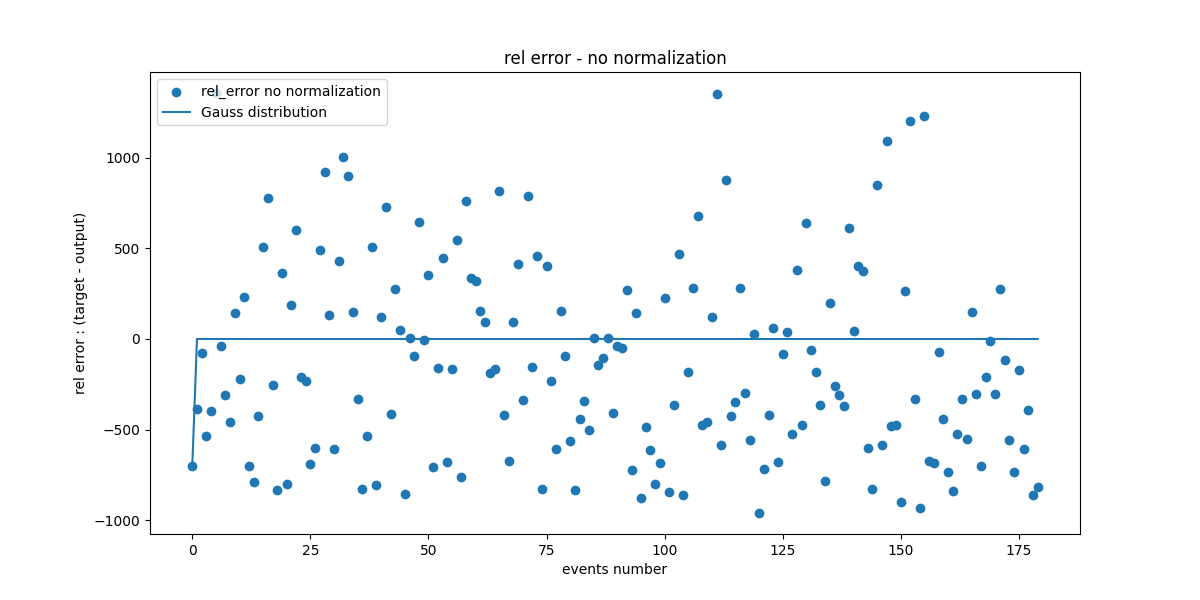 rel error - no normalization
rel_error no normalization
Gauss distribution
1000
500
0
−500
−1000
rel error : (target - output)
0 25 50 75 100 125 150 175
events number